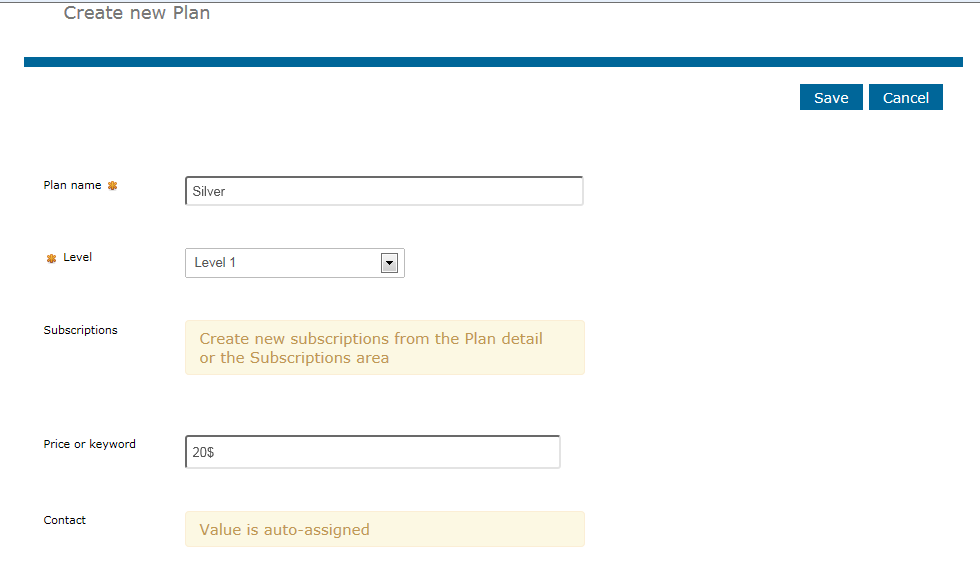 Create new Plan
Save Cancel
Plan name
Silver
Level
Level 1
Subscriptions
Create new subscriptions from the Plan detail
or the Subscriptions area
Price or keyword
20$
Contact
Value is auto-assigned